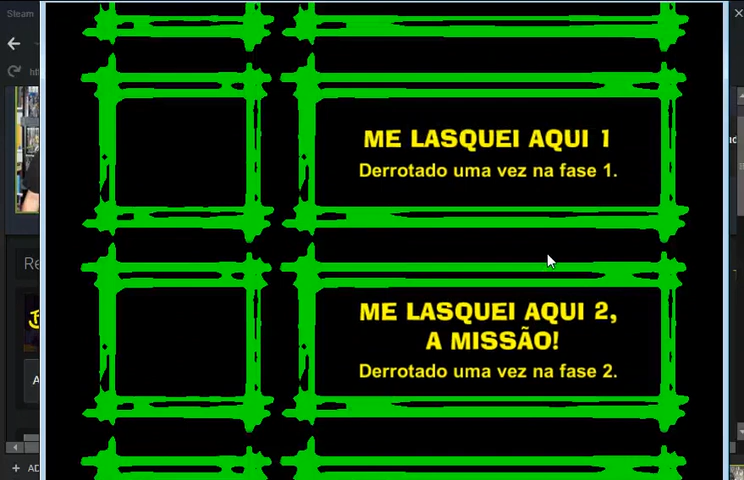 Steam
ME LASQUEI AQUI 1
Derrotado uma vez na fase 1.
ME LASQUEI AQUI 2,
A MISSÃO!
Derrotado uma vez na fase 2.